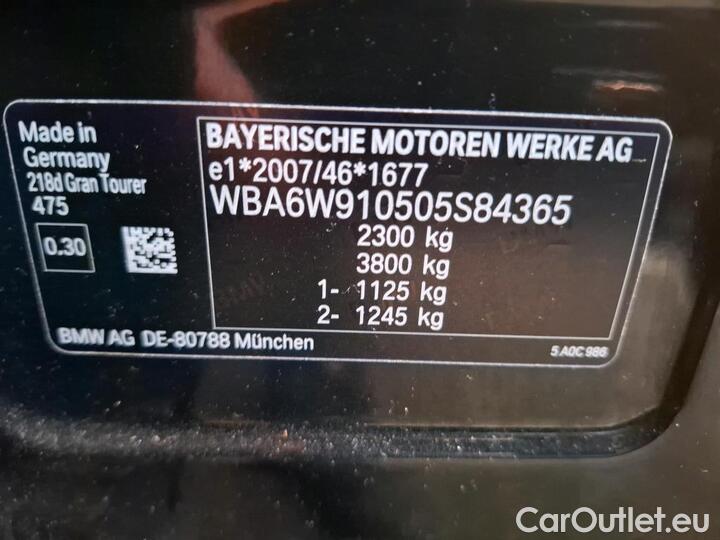 Made in
Germany
218d Gran Tourer
475
0.30
BAYERISCHE MOTOREN WERKE AG
e1*2007/46*1677
WBA6W910505S84365
2300 kg
3800 kg
1- 1125 kg
2- 1245 kg
BMW AG DE-80788 München
5 A0C 986
CarOutlet.eu